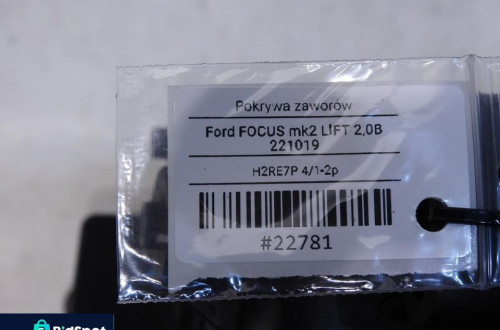 Pokrywa zaworów
Ford FOCUS mk2 LIFT 2,0B
221019
H2RE7P 4/1-2p
#22781
BidSpot